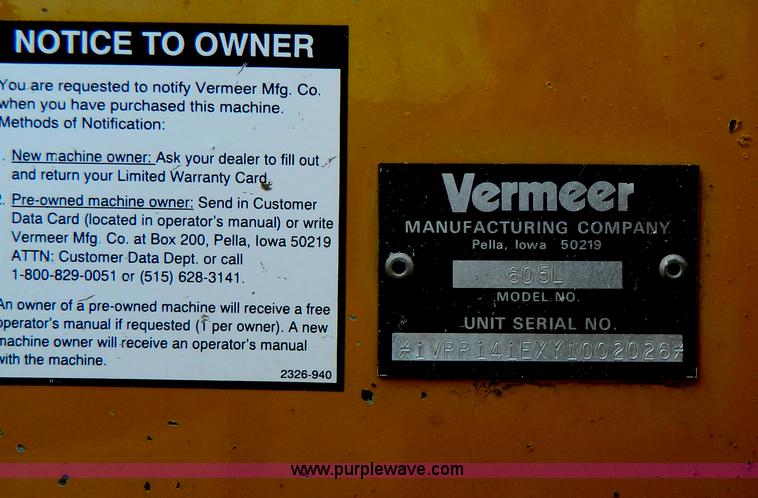 NOTICE TO OWNER
You are requested to notify Vermeer Mfg. Co.
when you have purchased this machine.
Methods of Notification:
. New machine owner: Ask your dealer to fill out
and return your Limited Warranty Card.
2. Pre-owned machine owner: Send in Customer
Data Card (located in operator's manual) or write
Vermeer Mfg. Co. at Box 200, Pella, Iowa 50219
ATTN: Customer Data Dept. or call
1-800-829-0051 or (515) 628-3141.
An owner of a pre-owned machine will receive a free
operator's manual if requested (1 per owner). A new
machine owner will receive an operator's manual
with the machine.
2326-940
Vermeer
MANUFACTURING COMPANY
Pella, Iowa 50219
605L
MODEL NO.
UNIT SERIAL NO.
*1VRR141EXY1002026*
www.purplewave.com